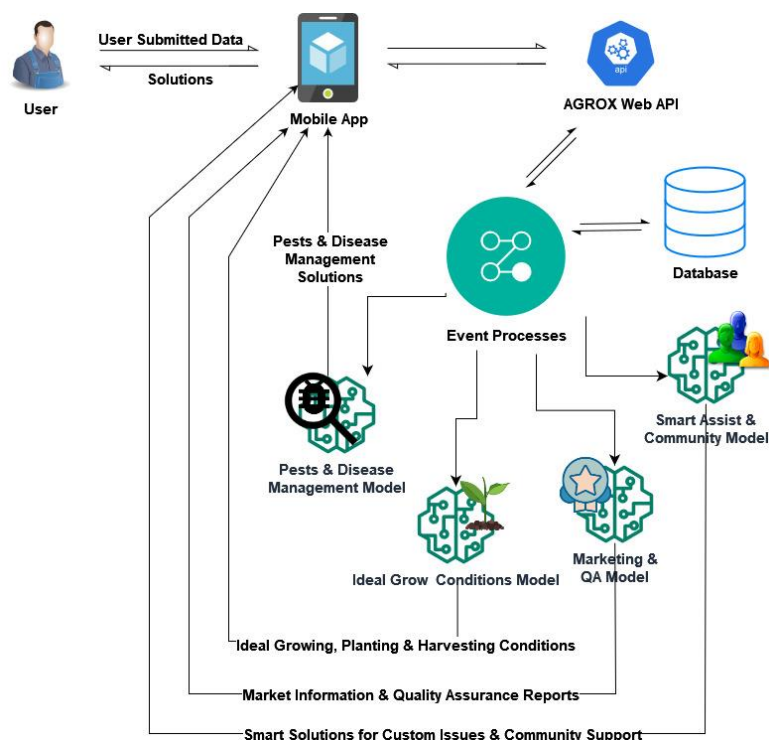 User Submitted Data
Solutions
User
Mobile App
api
AGROX Web API
Pests & Disease
Management
Solutions
Database
Event Processes
Smart Assist &
Community Model
Pests & Disease
Management Model
Ideal Grow Conditions Model
Marketing &
QA Model
Ideal Growing, Planting & Harvesting Conditions
Market Information & Quality Assurance Reports
Smart Solutions for Custom Issues & Community Support